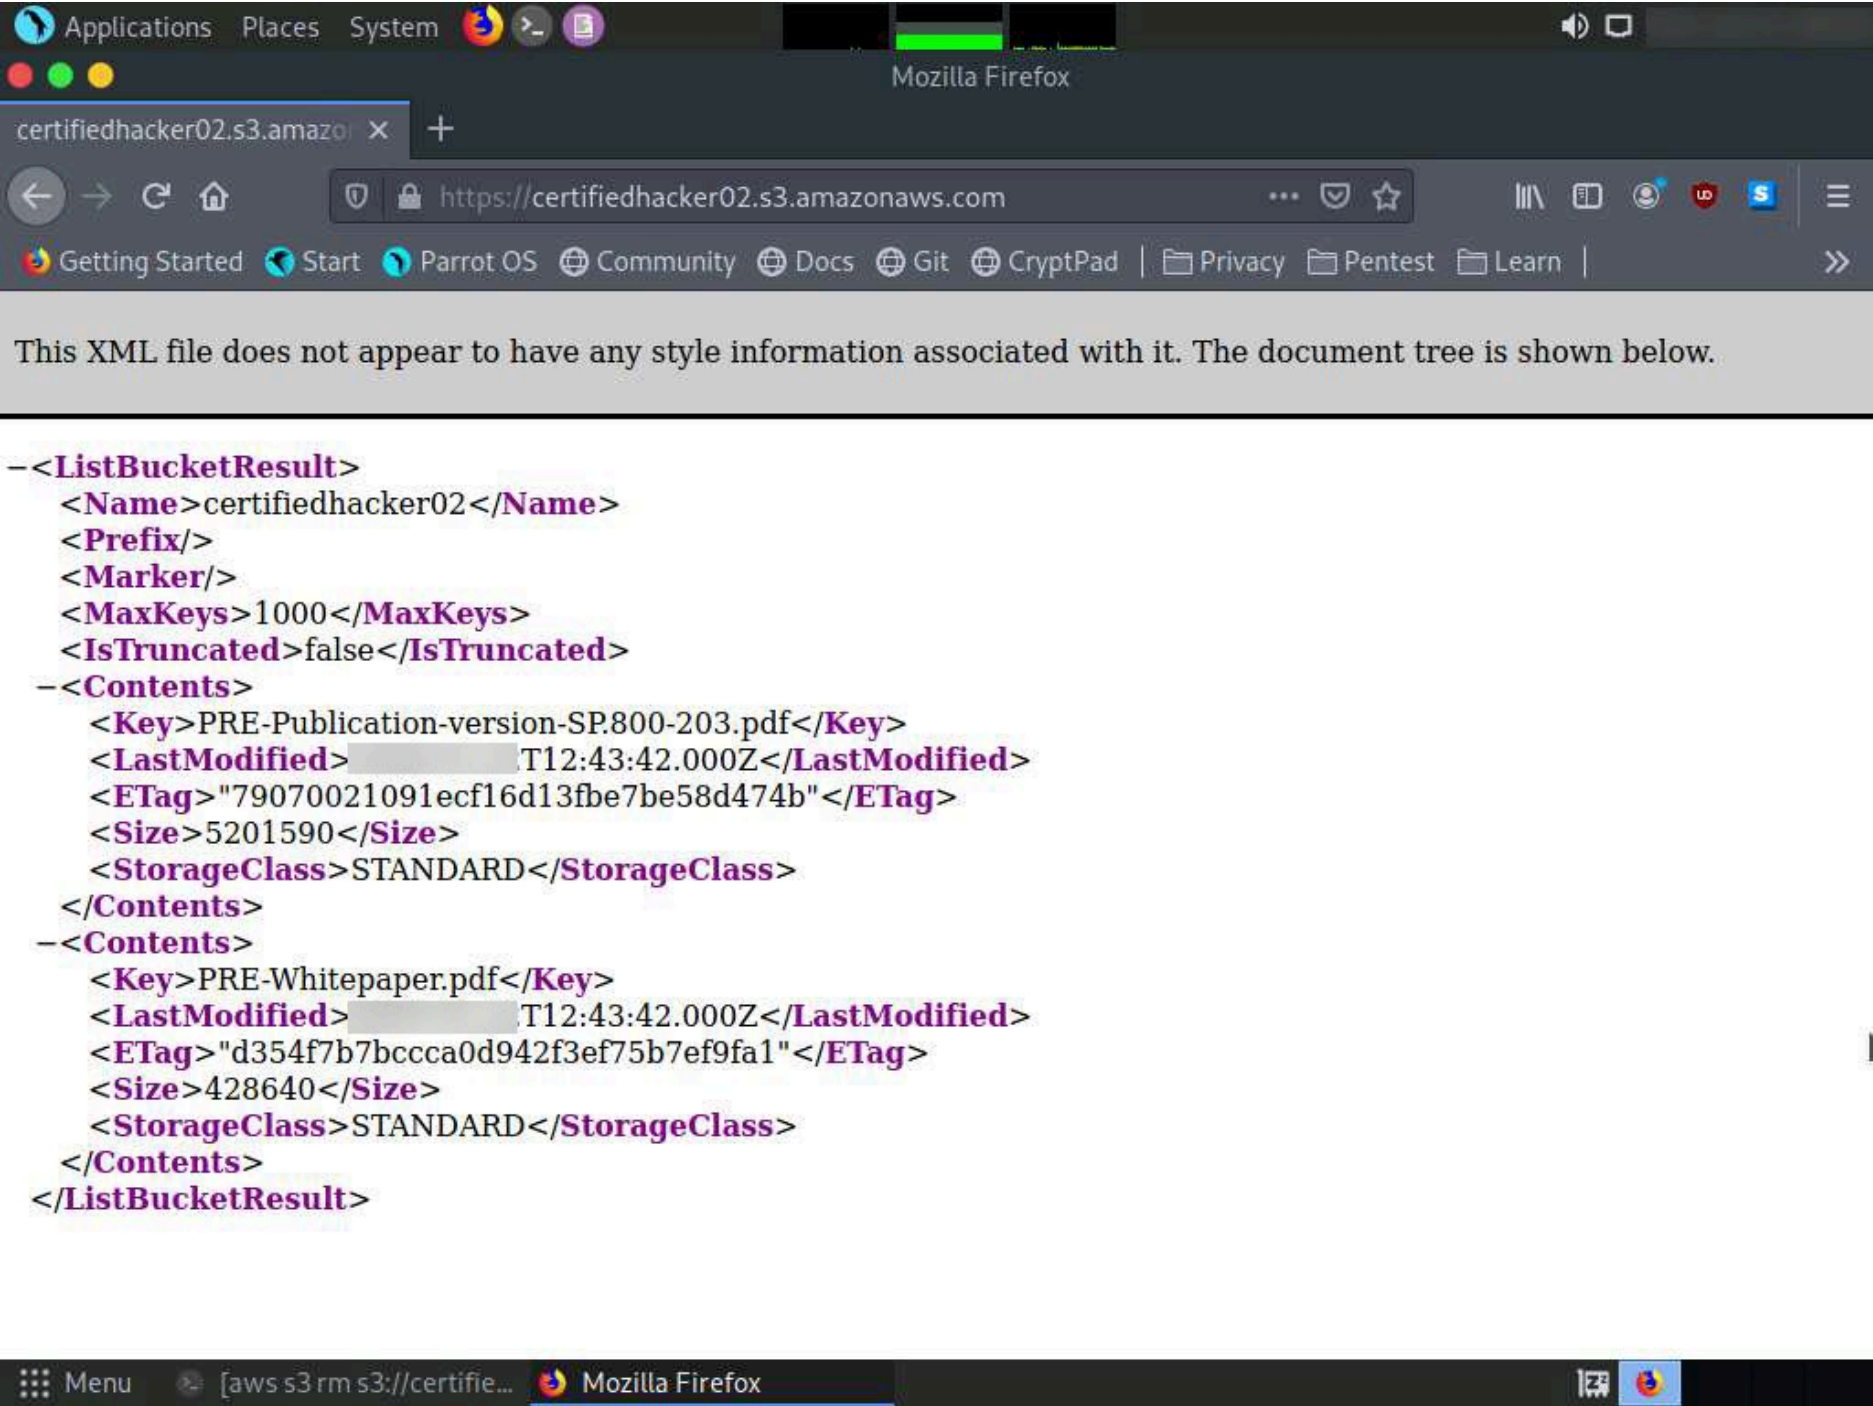 Applications Places System
Mozilla Firefox
certifiedhacker02.s3.amazo
https://certifiedhacker02.s3.amazonaws.com
Getting Started Start Parrot OS Community Docs Git CryptPad Privacy Pentest Learn
This XML file does not appear to have any style information associated with it. The document tree is shown below.
−<ListBucketResult>
<Name>certifiedhacker02</Name>
<Prefix/>
<Marker/>
<MaxKeys>1000</MaxKeys>
<IsTruncated>false</IsTruncated>
−<Contents>
<Key>PRE-Publication-version-SP.800-203.pdf</Key>
<LastModified> T12:43:42.000Z</LastModified>
<ETag>"79070021091ecf16d13fbe7be58d474b"</ETag>
<Size>5201590</Size>
<StorageClass>STANDARD</StorageClass>
</Contents>
−<Contents>
<Key>PRE-Whitepaper.pdf</Key>
<LastModified> T12:43:42.000Z</LastModified>
<ETag>"d354f7b7bccca0d942f3ef75b7ef9fa1"</ETag>
<Size>428640</Size>
<StorageClass>STANDARD</StorageClass>
</Contents>
</ListBucketResult>
Menu [aws s3 rm s3://certifie... Mozilla Firefox